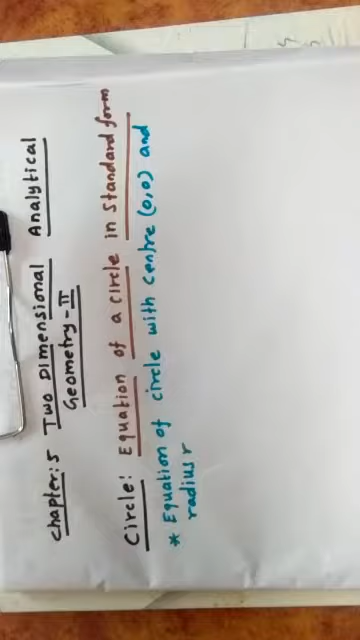 Chapter:5 Two Dimensional Analytical
Geometry-II
Circle: Equation of a circle in standard form
* Equation of circle with centre (0,0) and
radius r